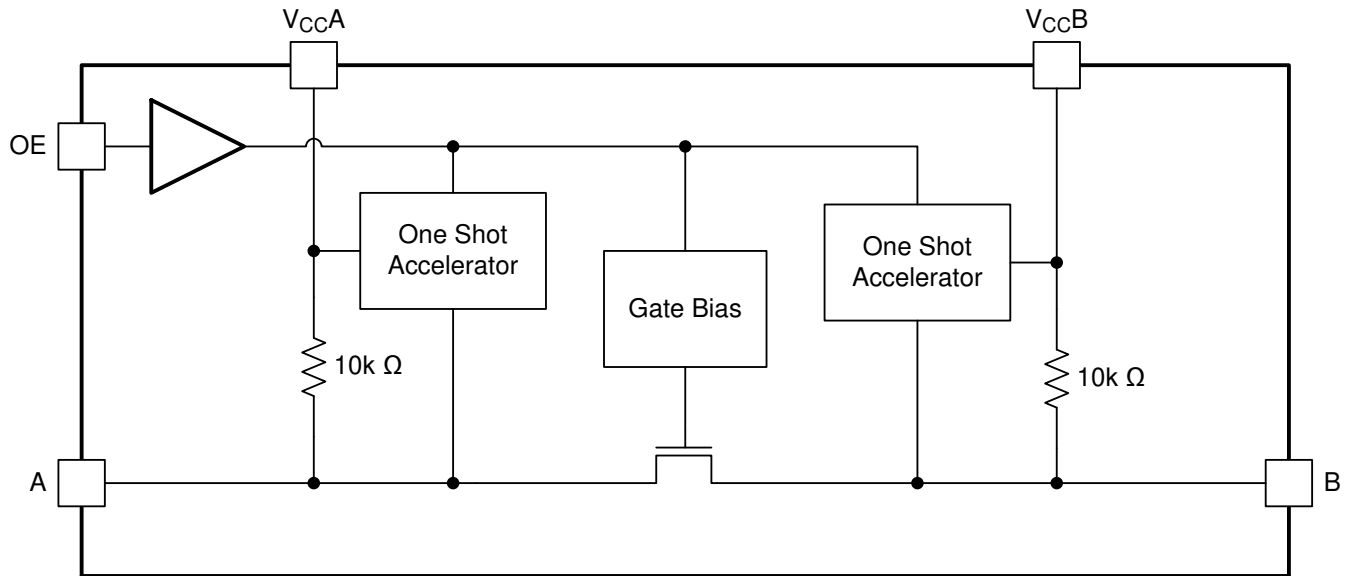 VCCA
VCCB
OE
One Shot
Accelerator
One Shot
Accelerator
Gate Bias
10k Ω
10k Ω
A
B